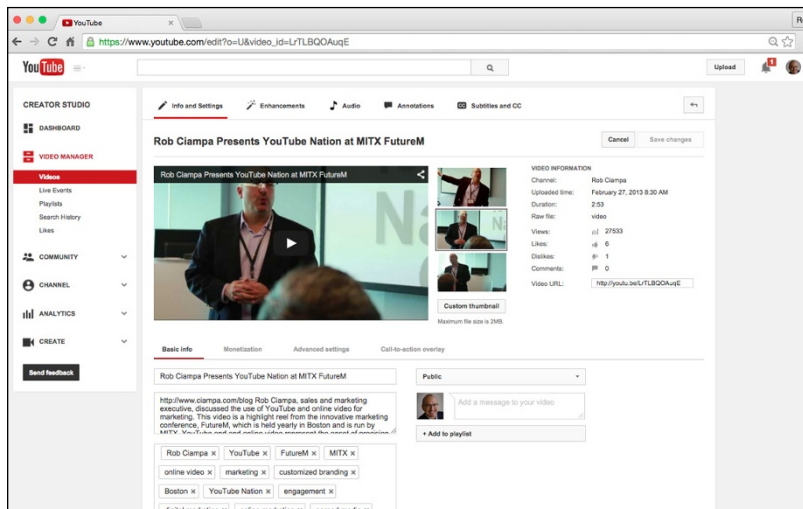 YouTube
https://www.youtube.com/edit?o=U&video_id=LrTLBQOAuqE
YouTube
Upload
1
CREATOR STUDIO
DASHBOARD
VIDEO MANAGER
Videos
Live Events
Playlists
Search History
Likes
COMMUNITY
CHANNEL
ANALYTICS
CREATE
Send feedback
Info and Settings
Enhancements
Audio
Annotations
CC Subtitles and CC
Rob Ciampa Presents YouTube Nation at MITX FutureM
Cancel
Save changes
Rob Ciampa Presents YouTube Nation at MITX FutureM
Custom thumbnail
Maximum file size is 2MB.
VIDEO INFORMATION
Channel: Rob Ciampa
Uploaded time: February 27, 2013 8:30 AM
Duration: 2:53
Raw file: video
Views: 27533
Likes: 6
Dislikes: 1
Comments: 0
Video URL: http://youtu.be/LrTLBQOAuqE
Basic info
Monetization
Advanced settings
Call-to-action overlay
Rob Ciampa Presents YouTube Nation at MITX FutureM
http://www.ciampa.com/blog Rob Ciampa, sales and marketing
executive, discussed the use of YouTube and online video for
marketing. This video is a highlight reel from the innovative marketing
conference, FutureM, which is held yearly in Boston and is run by
Public
Add a message to your video
+ Add to playlist
Rob Ciampa × YouTube × FutureM × MITX ×
online video × marketing × customized branding ×
Boston × YouTube Nation × engagement ×